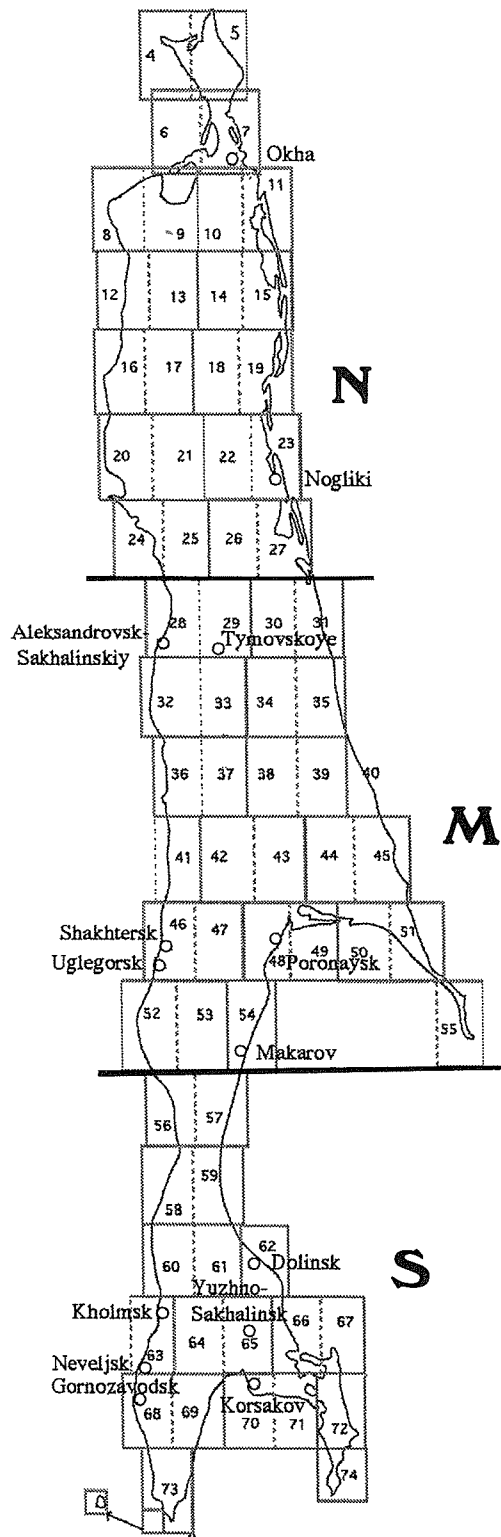 4 5
6 7
Okha
8 9 10 11
12 13 14 15
16 17 18 19
N
20 21 22 23
Nogliki
24 25 26 27
28 29 30 31
Aleksandrovsk-
Sakhalinskiy
Tymovskoye
32 33 34 35
36 37 38 39 40
M
41 42 43 44 45
46 47 48 49 50 51
Shakhtersk
Uglegorsk
Poronaysk
52 53 54 55
Makarov
56 57
58 59
60 61 62
Dolinsk
S
Yuzhno-
Sakhalinsk
Kholmsk
63 64 65 66 67
Neveljsk
Gornozavodsk
Korsakov
68 69 70 71 72
73 74